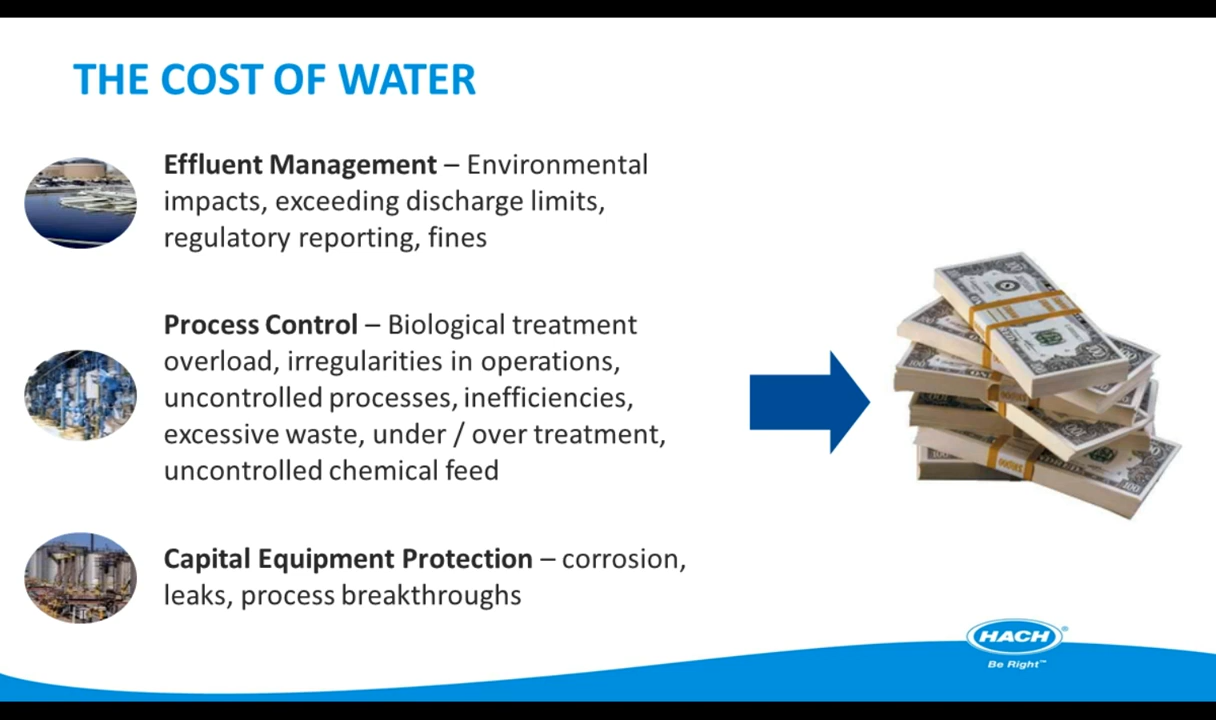 THE COST OF WATER
Effluent Management – Environmental
impacts, exceeding discharge limits,
regulatory reporting, fines
Process Control – Biological treatment
overload, irregularities in operations,
uncontrolled processes, inefficiencies,
excessive waste, under / over treatment,
uncontrolled chemical feed
Capital Equipment Protection – corrosion,
leaks, process breakthroughs
HACH®
Be Right™